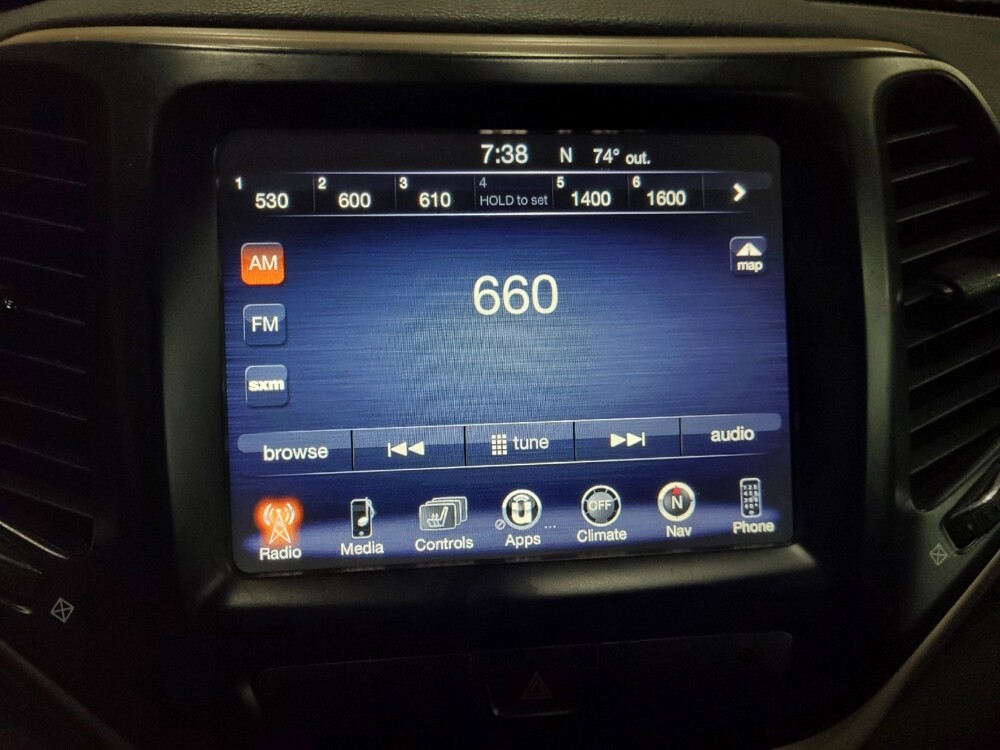 7:38 N 74° out.
1 530 2 600 3 610 4 HOLD to set 5 1400 6 1600
AM
map
660
FM
sxm
browse tune audio
OFF N
Radio Media Controls Apps Climate Nav Phone